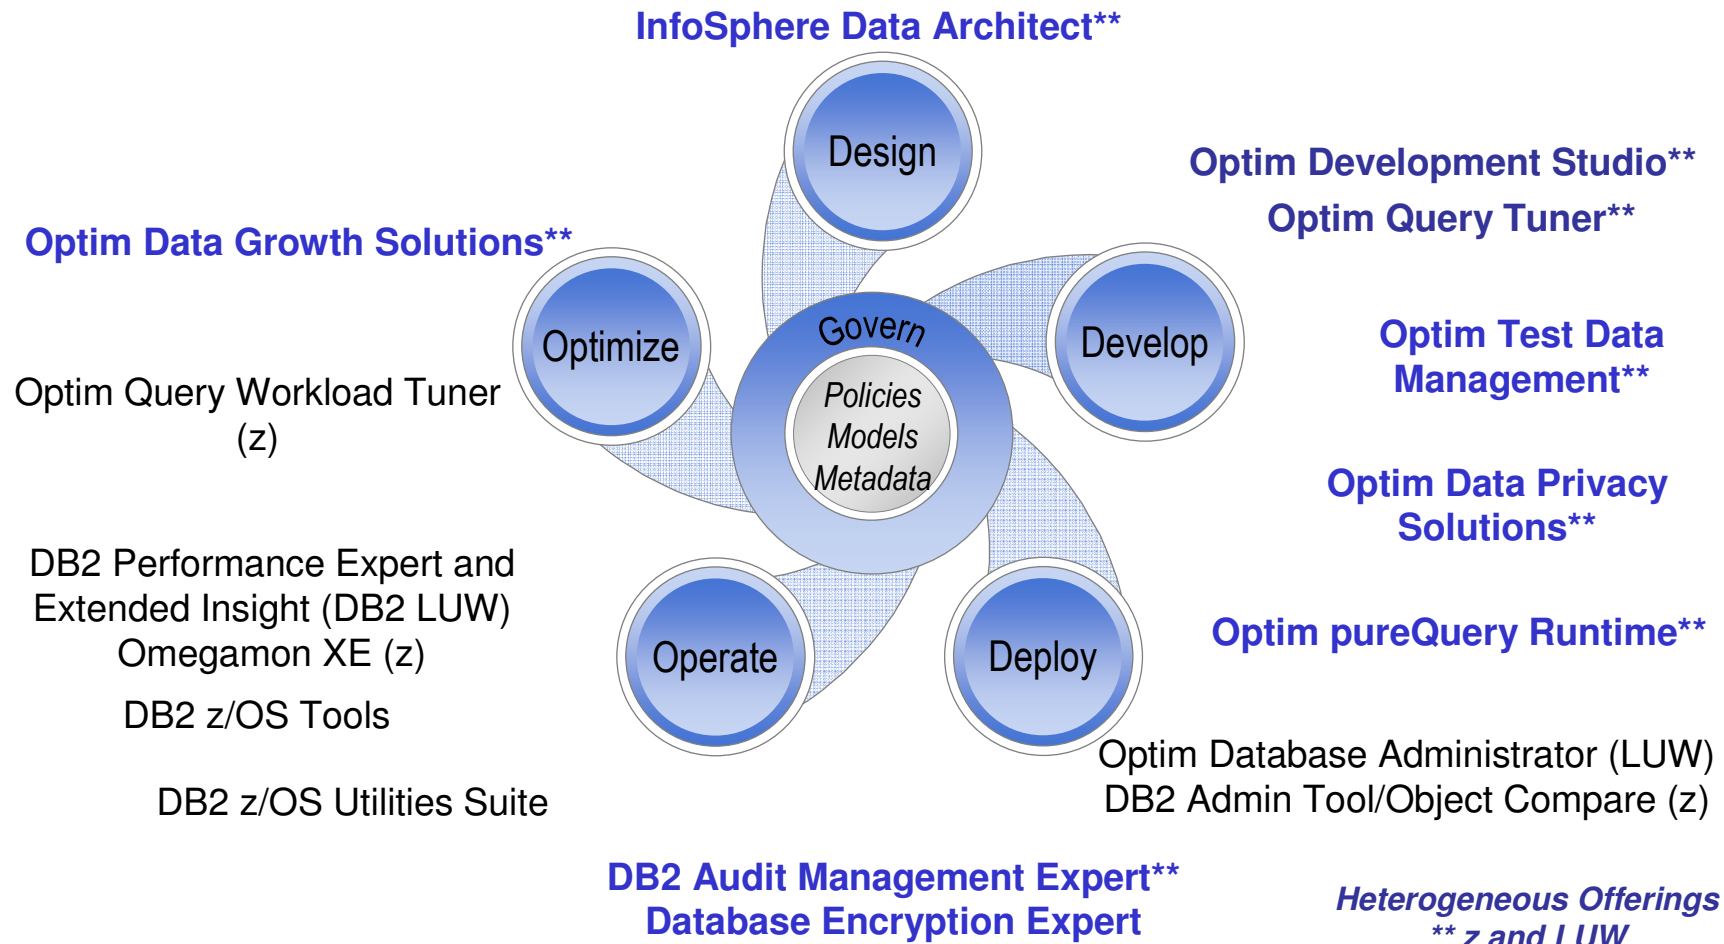 InfoSphere Data Architect**
Design
Optim Development Studio**
Optim Query Tuner**
Optim Data Growth Solutions**
Optimize
Govern
Develop
Policies
Models
Metadata
Optim Test Data
Management**
Optim Query Workload Tuner
(z)
Optim Data Privacy
Solutions**
DB2 Performance Expert and
Extended Insight (DB2 LUW)
Omegamon XE (z)
Operate
Deploy
Optim pureQuery Runtime**
DB2 z/OS Tools
Optim Database Administrator (LUW)
DB2 Admin Tool/Object Compare (z)
DB2 z/OS Utilities Suite
DB2 Audit Management Expert**
Database Encryption Expert
Heterogeneous Offerings
** z and LUW